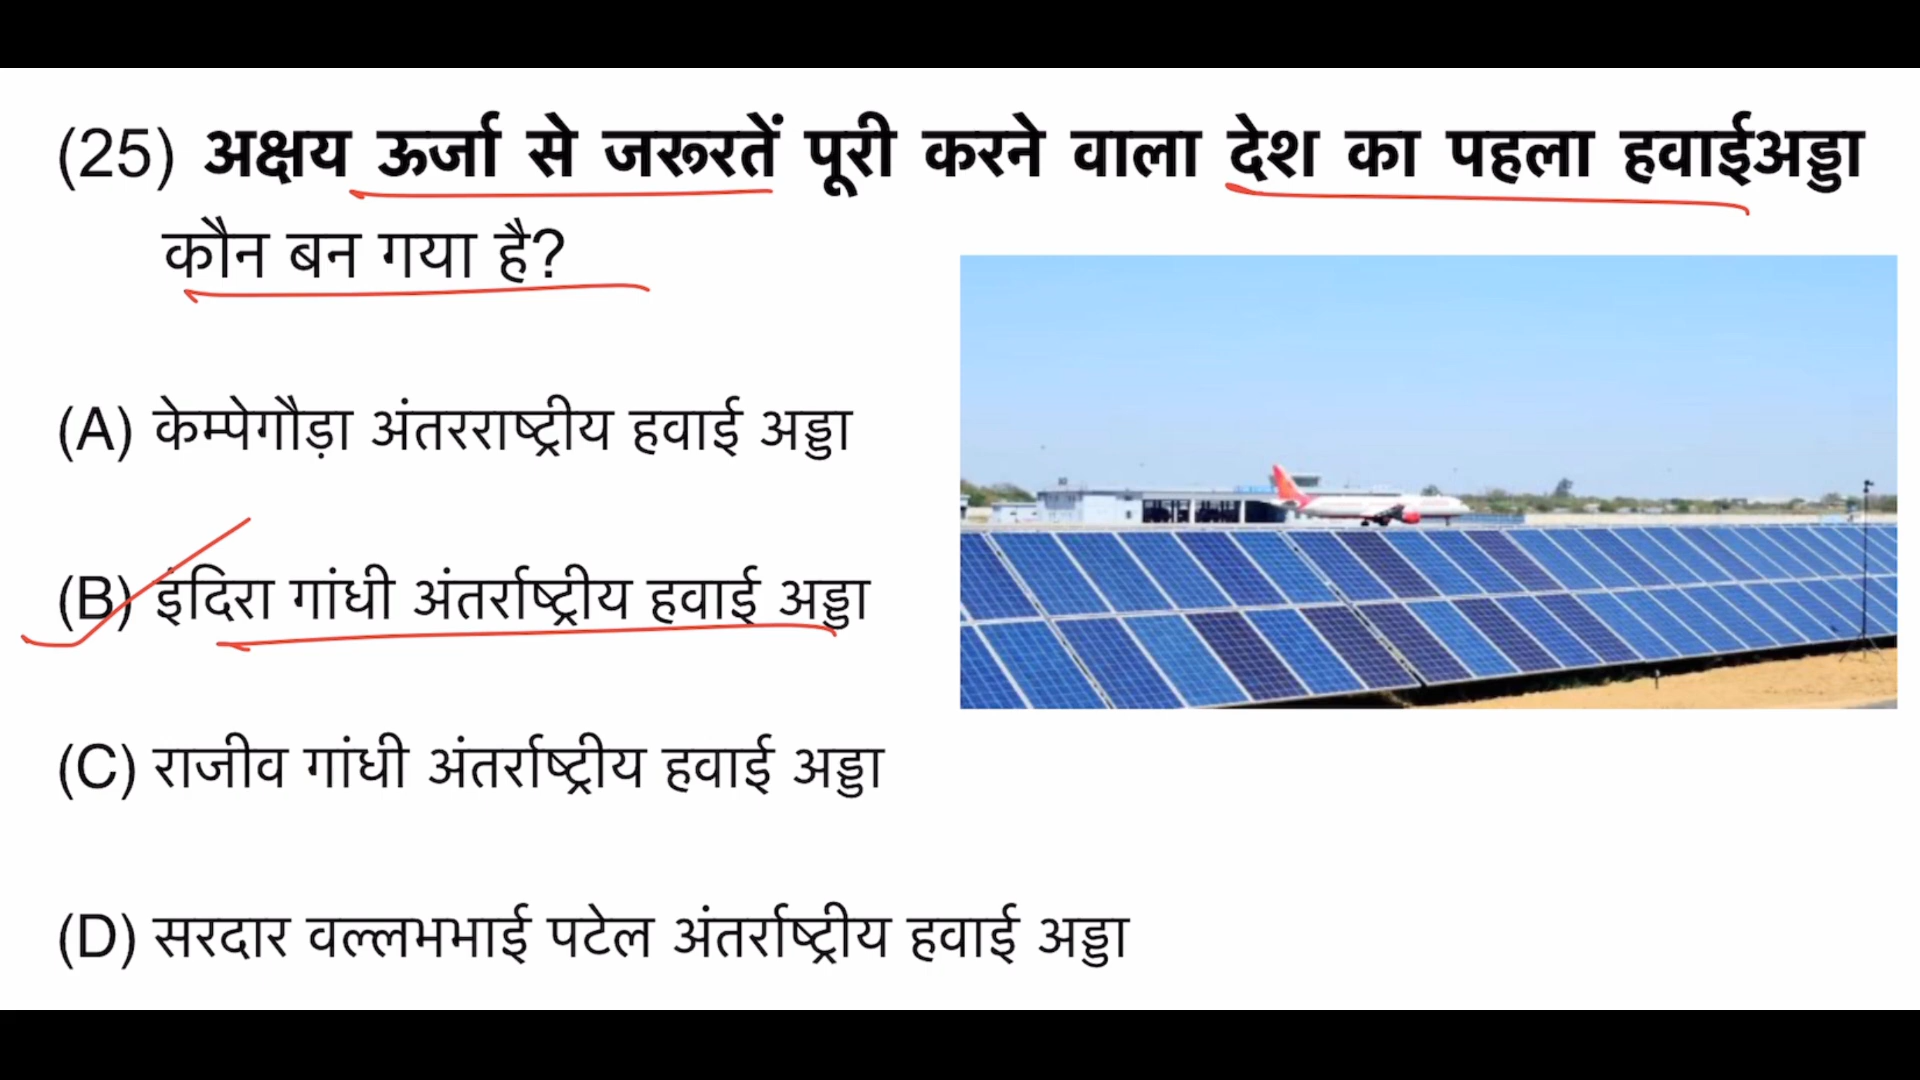 (25) अक्षय ऊर्जा से जरूरतें पूरी करने वाला देश का पहला हवाईअड्डा
कौन बन गया है?
(A) केम्पेगौड़ा अंतरराष्ट्रीय हवाई अड्डा
(B) इंदिरा गांधी अंतर्राष्ट्रीय हवाई अड्डा
(C) राजीव गांधी अंतर्राष्ट्रीय हवाई अड्डा
(D) सरदार वल्लभभाई पटेल अंतर्राष्ट्रीय हवाई अड्डा